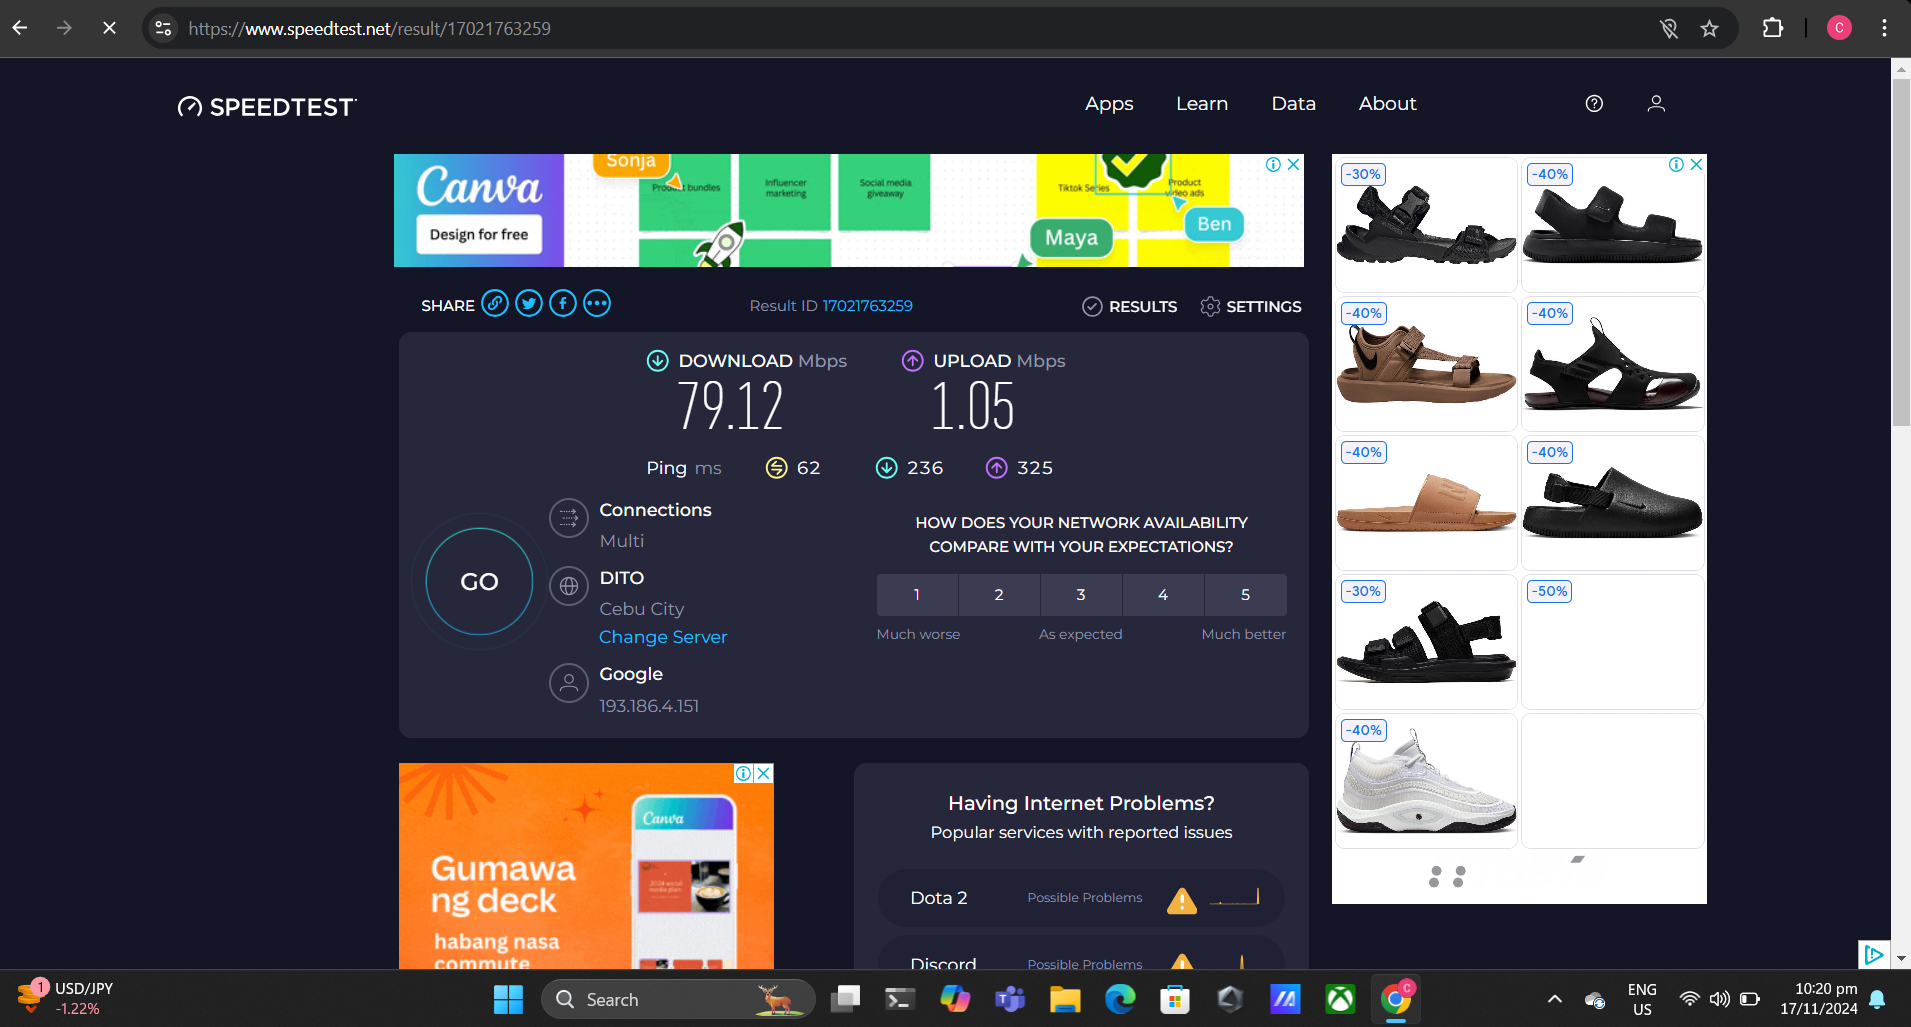 https://www.speedtest.net/result/17021763259
C
SPEEDTEST
Apps Learn Data About
Canva
Design for free
Sonja
Product bundles
Influencer
marketing
Social media
giveaway
Tiktok Series
Product
video ads
Maya
Ben
SHARE
Result ID 17021763259
RESULTS
SETTINGS
DOWNLOAD Mbps
79.12
UPLOAD Mbps
1.05
Ping ms 62 236 325
GO
Connections
Multi
DITO
Cebu City
Change Server
Google
193.186.4.151
HOW DOES YOUR NETWORK AVAILABILITY
COMPARE WITH YOUR EXPECTATIONS?
1 2 3 4 5
Much worse As expected Much better
-30% -40%
-40% -40%
-40% -40%
-30% -50%
-40%
Canva
Gumawa
ng deck
habang nasa
commute
Having Internet Problems?
Popular services with reported issues
Dota 2 Possible Problems
Discord Possible Problems
1
USD/JPY
-1.22%
Search
C
ENG
US
10:20 pm
17/11/2024